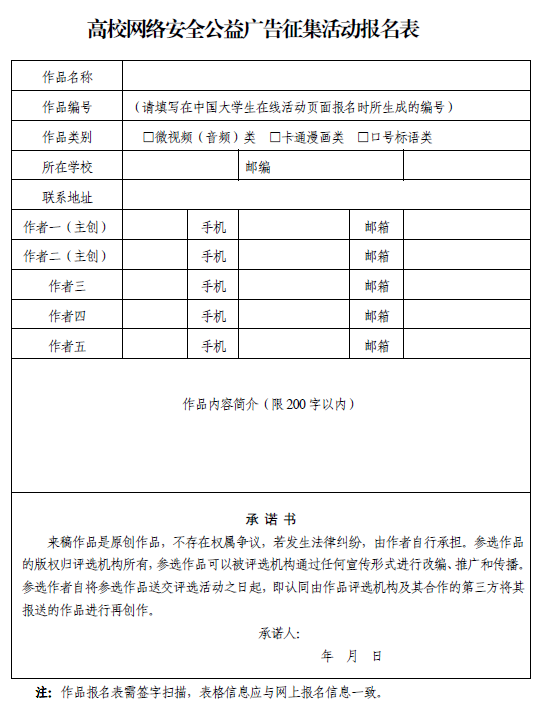 高校网络安全公益广告征集活动报名表
作品名称
作品编号 （请填写在中国大学生在线活动页面报名时所生成的编号）
作品类别 □微视频（音频）类 □卡通漫画类 □口号标语类
所在学校 邮编
联系地址
作者一（主创） 手机 邮箱
作者二（主创） 手机 邮箱
作者三 手机 邮箱
作者四 手机 邮箱
作者五 手机 邮箱
作品内容简介（限 200 字以内）
承 诺 书
来稿作品是原创作品，不存在权属争议，若发生法律纠纷，由作者自行承担。参选作品
的版权归评选机构所有，参选作品可以被评选机构通过任何宣传形式进行改编、推广和传播。
参选作者自将参选作品送交评选活动之日起，即认同由作品评选机构及其合作的第三方将其
报送的作品进行再创作。
承诺人：
年 月 日
注：作品报名表需签字扫描，表格信息应与网上报名信息一致。